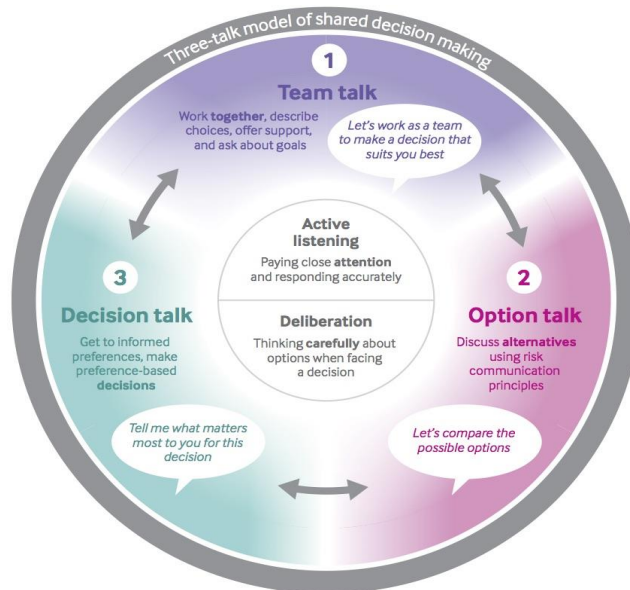 Three-talk model of shared decision making
1
Team talk
Work together, describe
choices, offer support,
and ask about goals
Let's work as a team
to make a decision that
suits you best
Active
listening
Paying close attention
and responding accurately
Deliberation
Thinking carefully about
options when facing
a decision
2
Option talk
Discuss alternatives
using risk
communication
principles
Let's compare the
possible options
3
Decision talk
Get to informed
preferences, make
preference-based
decisions
Tell me what matters
most to you for this
decision